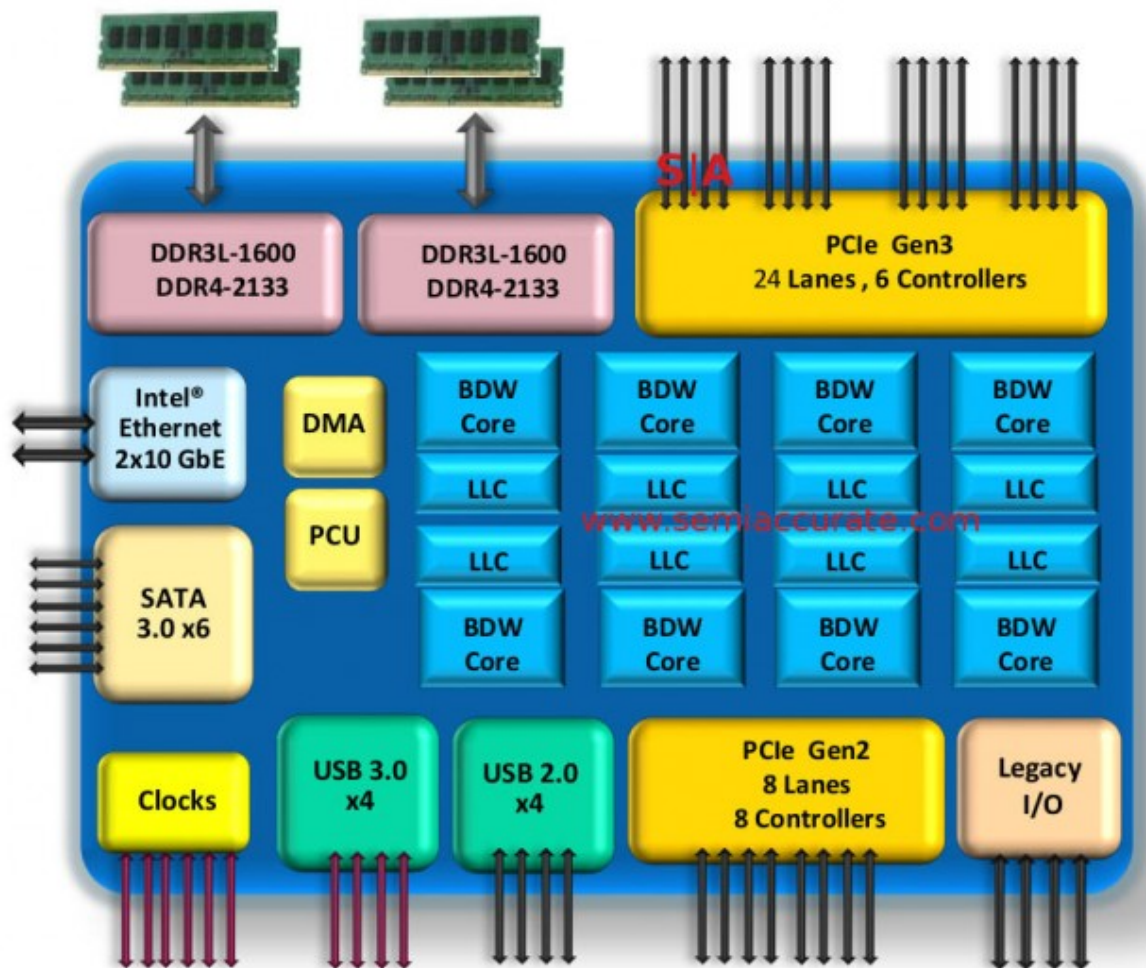 S|A
DDR3L-1600
DDR4-2133
DDR3L-1600
DDR4-2133
PCIe Gen3
24 Lanes , 6 Controllers
Intel®
Ethernet
2x10 GbE
DMA
PCU
BDW
Core
BDW
Core
BDW
Core
BDW
Core
LLC
LLC
LLC
LLC
www.semiaccurate.com
LLC
LLC
LLC
LLC
BDW
Core
BDW
Core
BDW
Core
BDW
Core
SATA
3.0 x6
Clocks
USB 3.0
x4
USB 2.0
x4
PCIe Gen2
8 Lanes
8 Controllers
Legacy
I/O